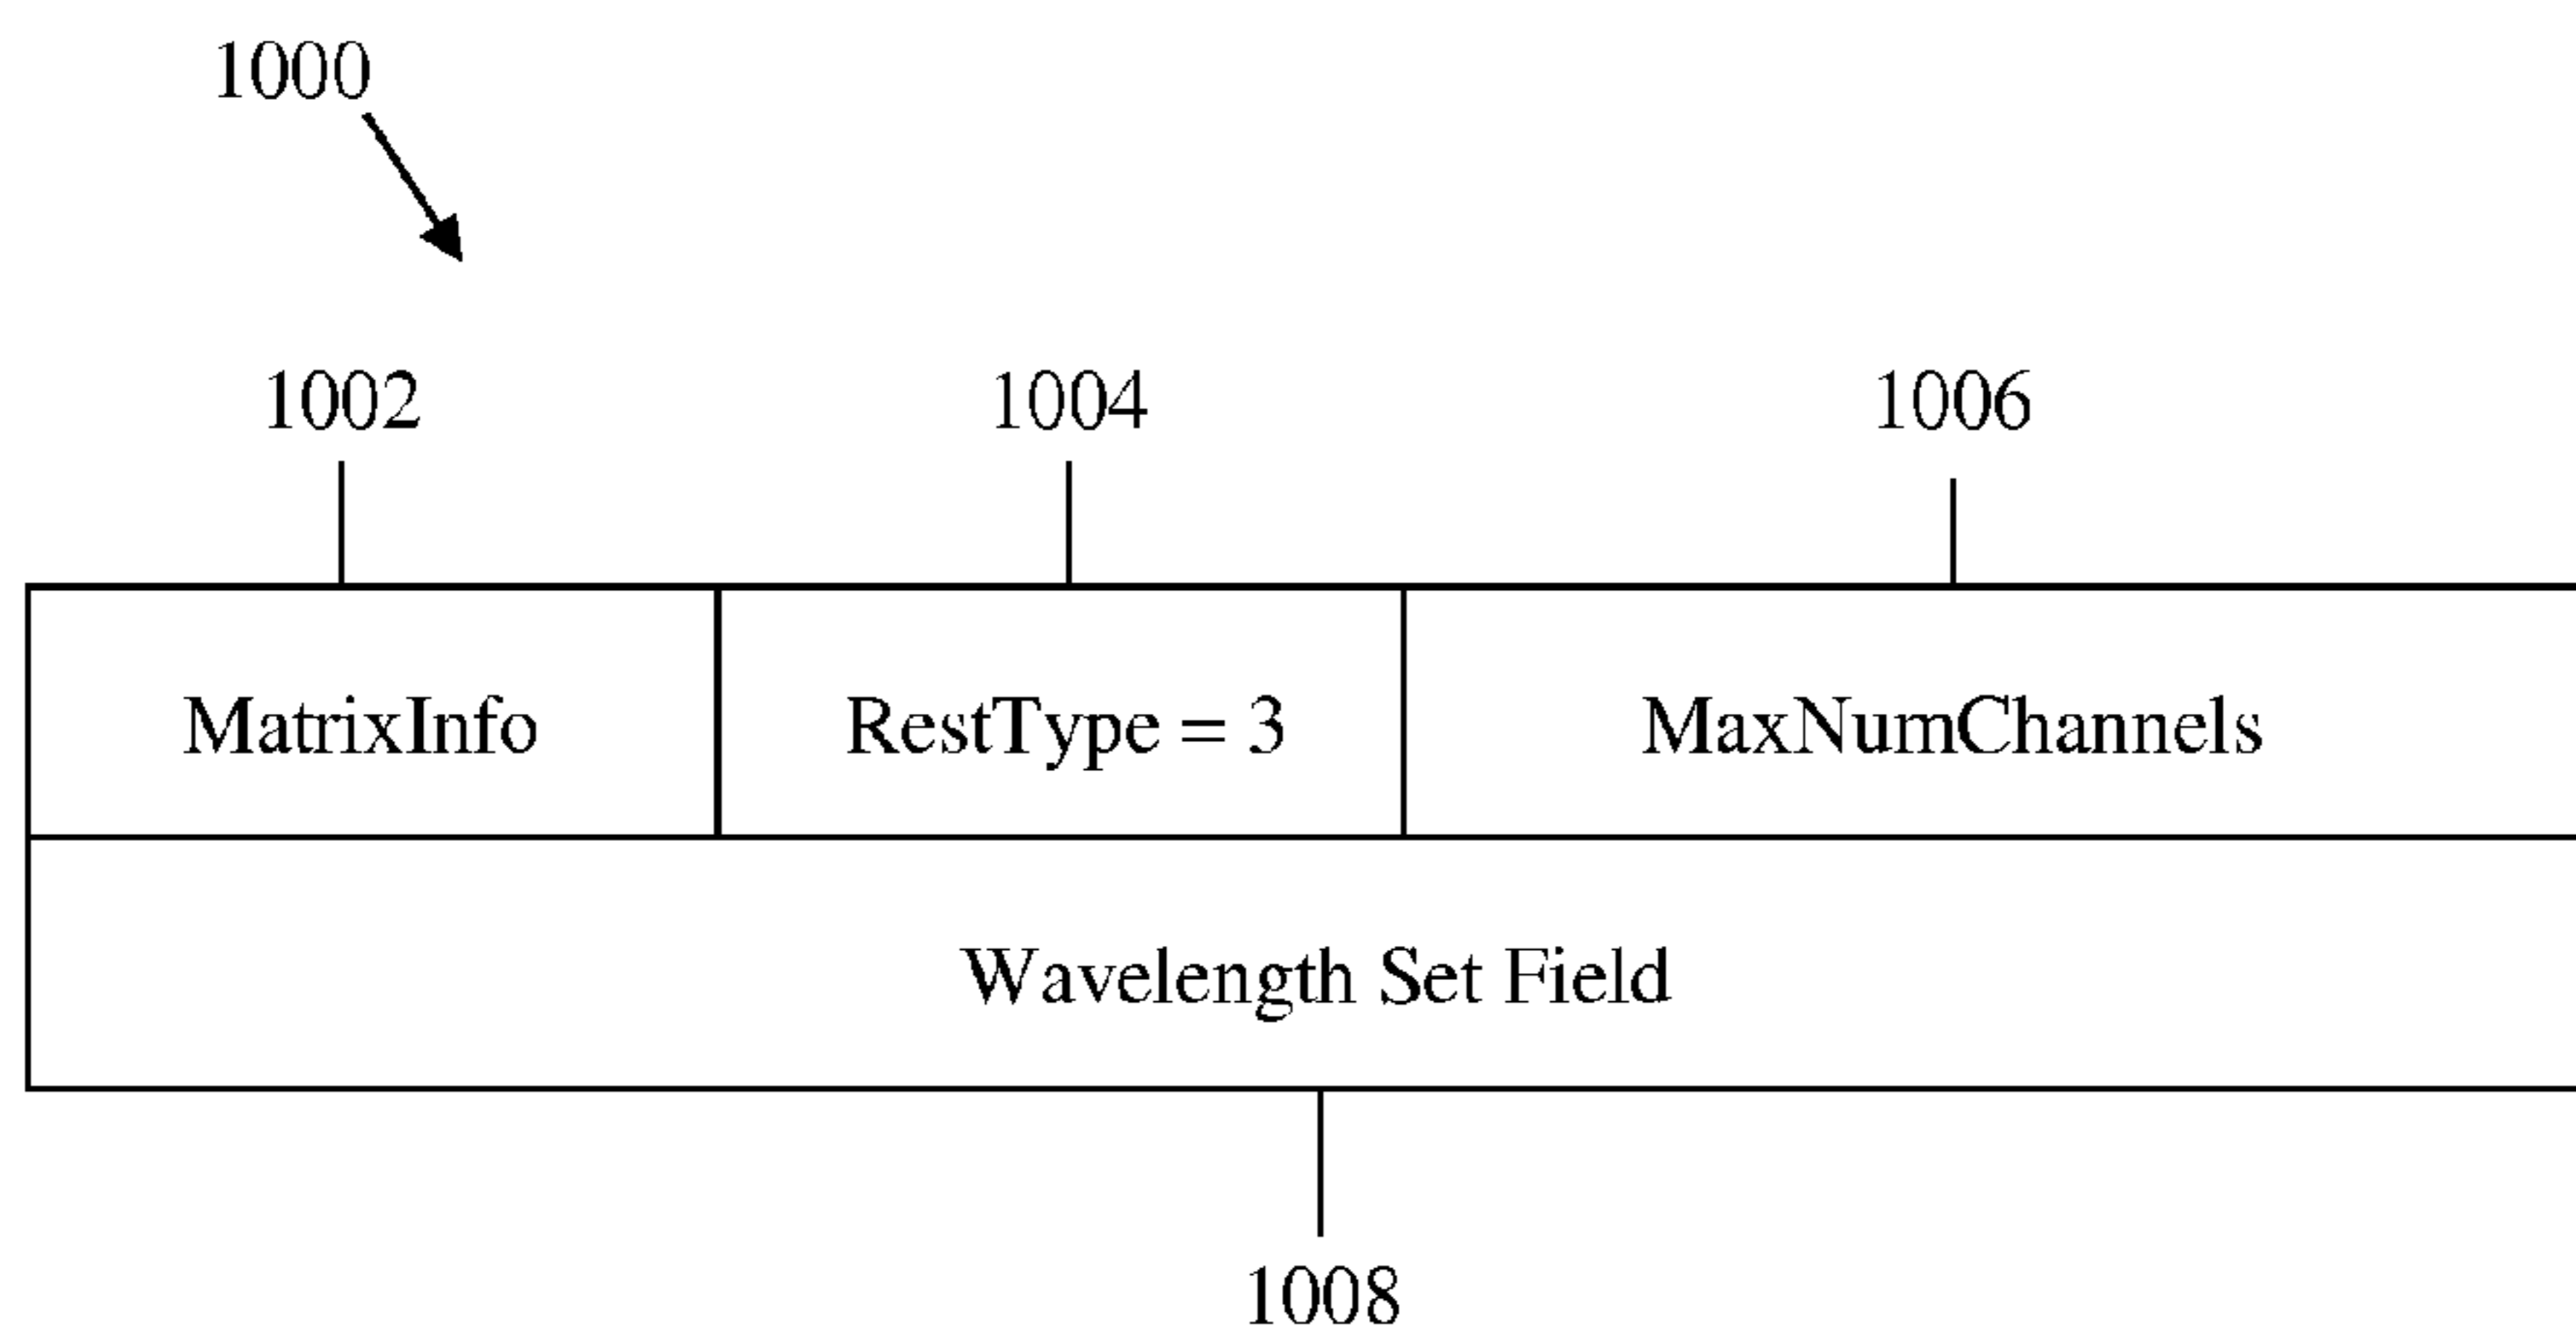 1000
1002 1004 1006
MatrixInfo RestType = 3 MaxNumChannels
Wavelength Set Field
1008